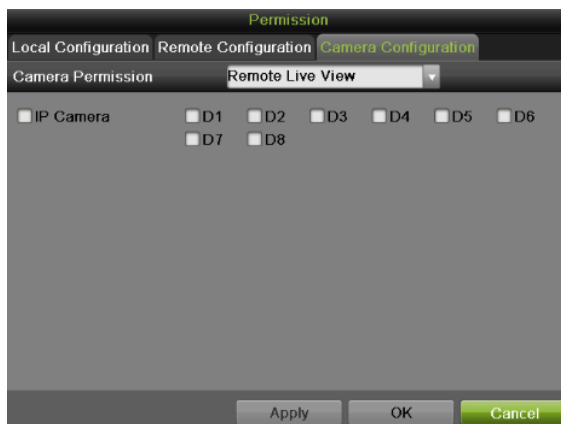 Permission
Local Configuration Remote Configuration Camera Configuration
Camera Permission Remote Live View
IP Camera D1 D2 D3 D4 D5 D6
D7 D8
Apply OK Cancel